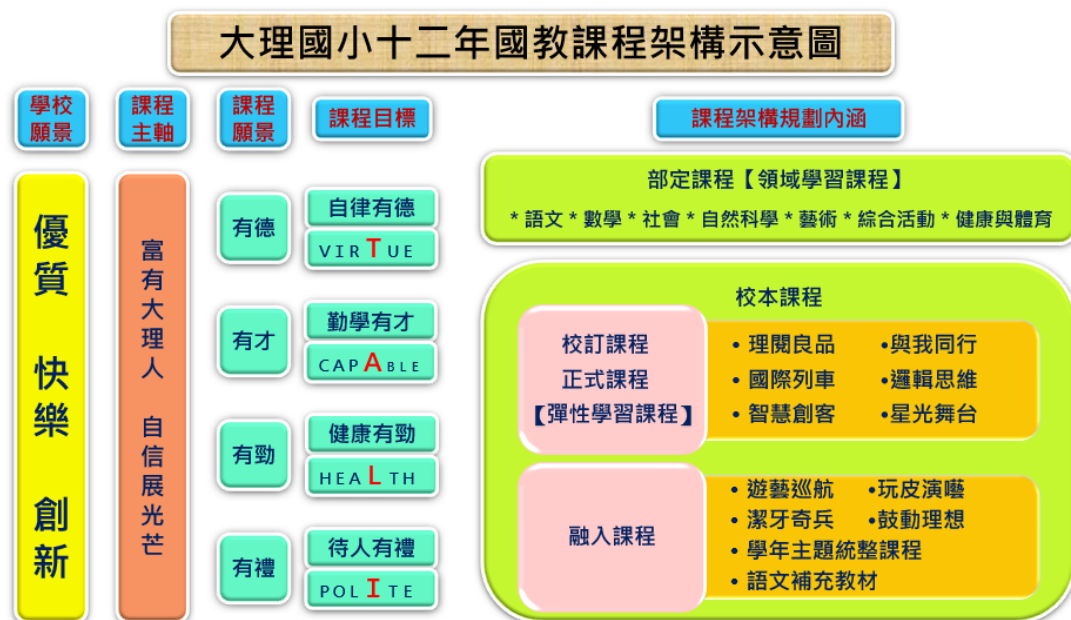 大理國小十二年國教課程架構示意圖
學校
願景
課程
主軸
課程
願景
課程目標
課程架構規劃內涵
優質 快樂 創新
富有大理人 自信展光芒
有德
自律有德
VIRTUE
有才
勤學有才
CAPABLE
有勁
健康有勁
HEALTH
有禮
待人有禮
POLITE
部定課程【領域學習課程】
*語文*數學*社會*自然科學*藝術*綜合活動*健康與體育
校本課程
校訂課程
正式課程
【彈性學習課程】
•理閱良品 •與我同行
•國際列車 •邏輯思維
•智慧創客 •星光舞台
融入課程
•遊藝巡航 •玩皮演囈
•潔牙奇兵 •鼓動理想
•學年主題統整課程
•語文補充教材